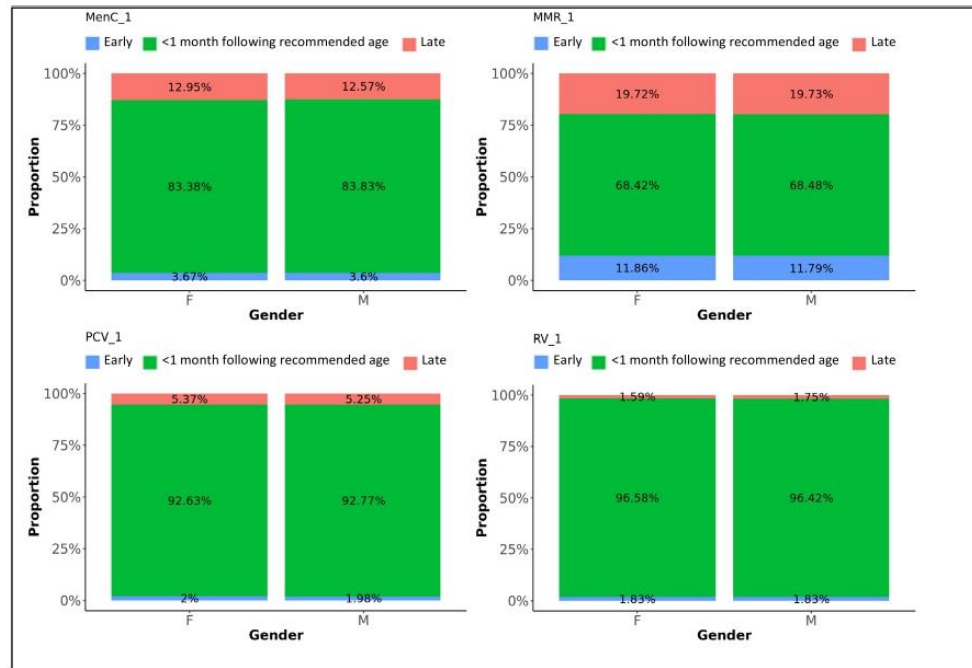 MenC_1
Early <1 month following recommended age Late
100%
75%
50%
25%
0%
Proportion
12.95% 12.57%
83.38% 83.83%
3.67% 3.6%
F M
Gender
MMR_1
Early <1 month following recommended age Late
100%
75%
50%
25%
0%
Proportion
19.72% 19.73%
68.42% 68.48%
11.86% 11.79%
F M
Gender
PCV_1
Early <1 month following recommended age Late
100%
75%
50%
25%
0%
Proportion
5.37% 5.25%
92.63% 92.77%
2% 1.98%
F M
Gender
RV_1
Early <1 month following recommended age Late
100%
75%
50%
25%
0%
Proportion
1.59% 1.75%
96.58% 96.42%
1.83% 1.83%
F M
Gender